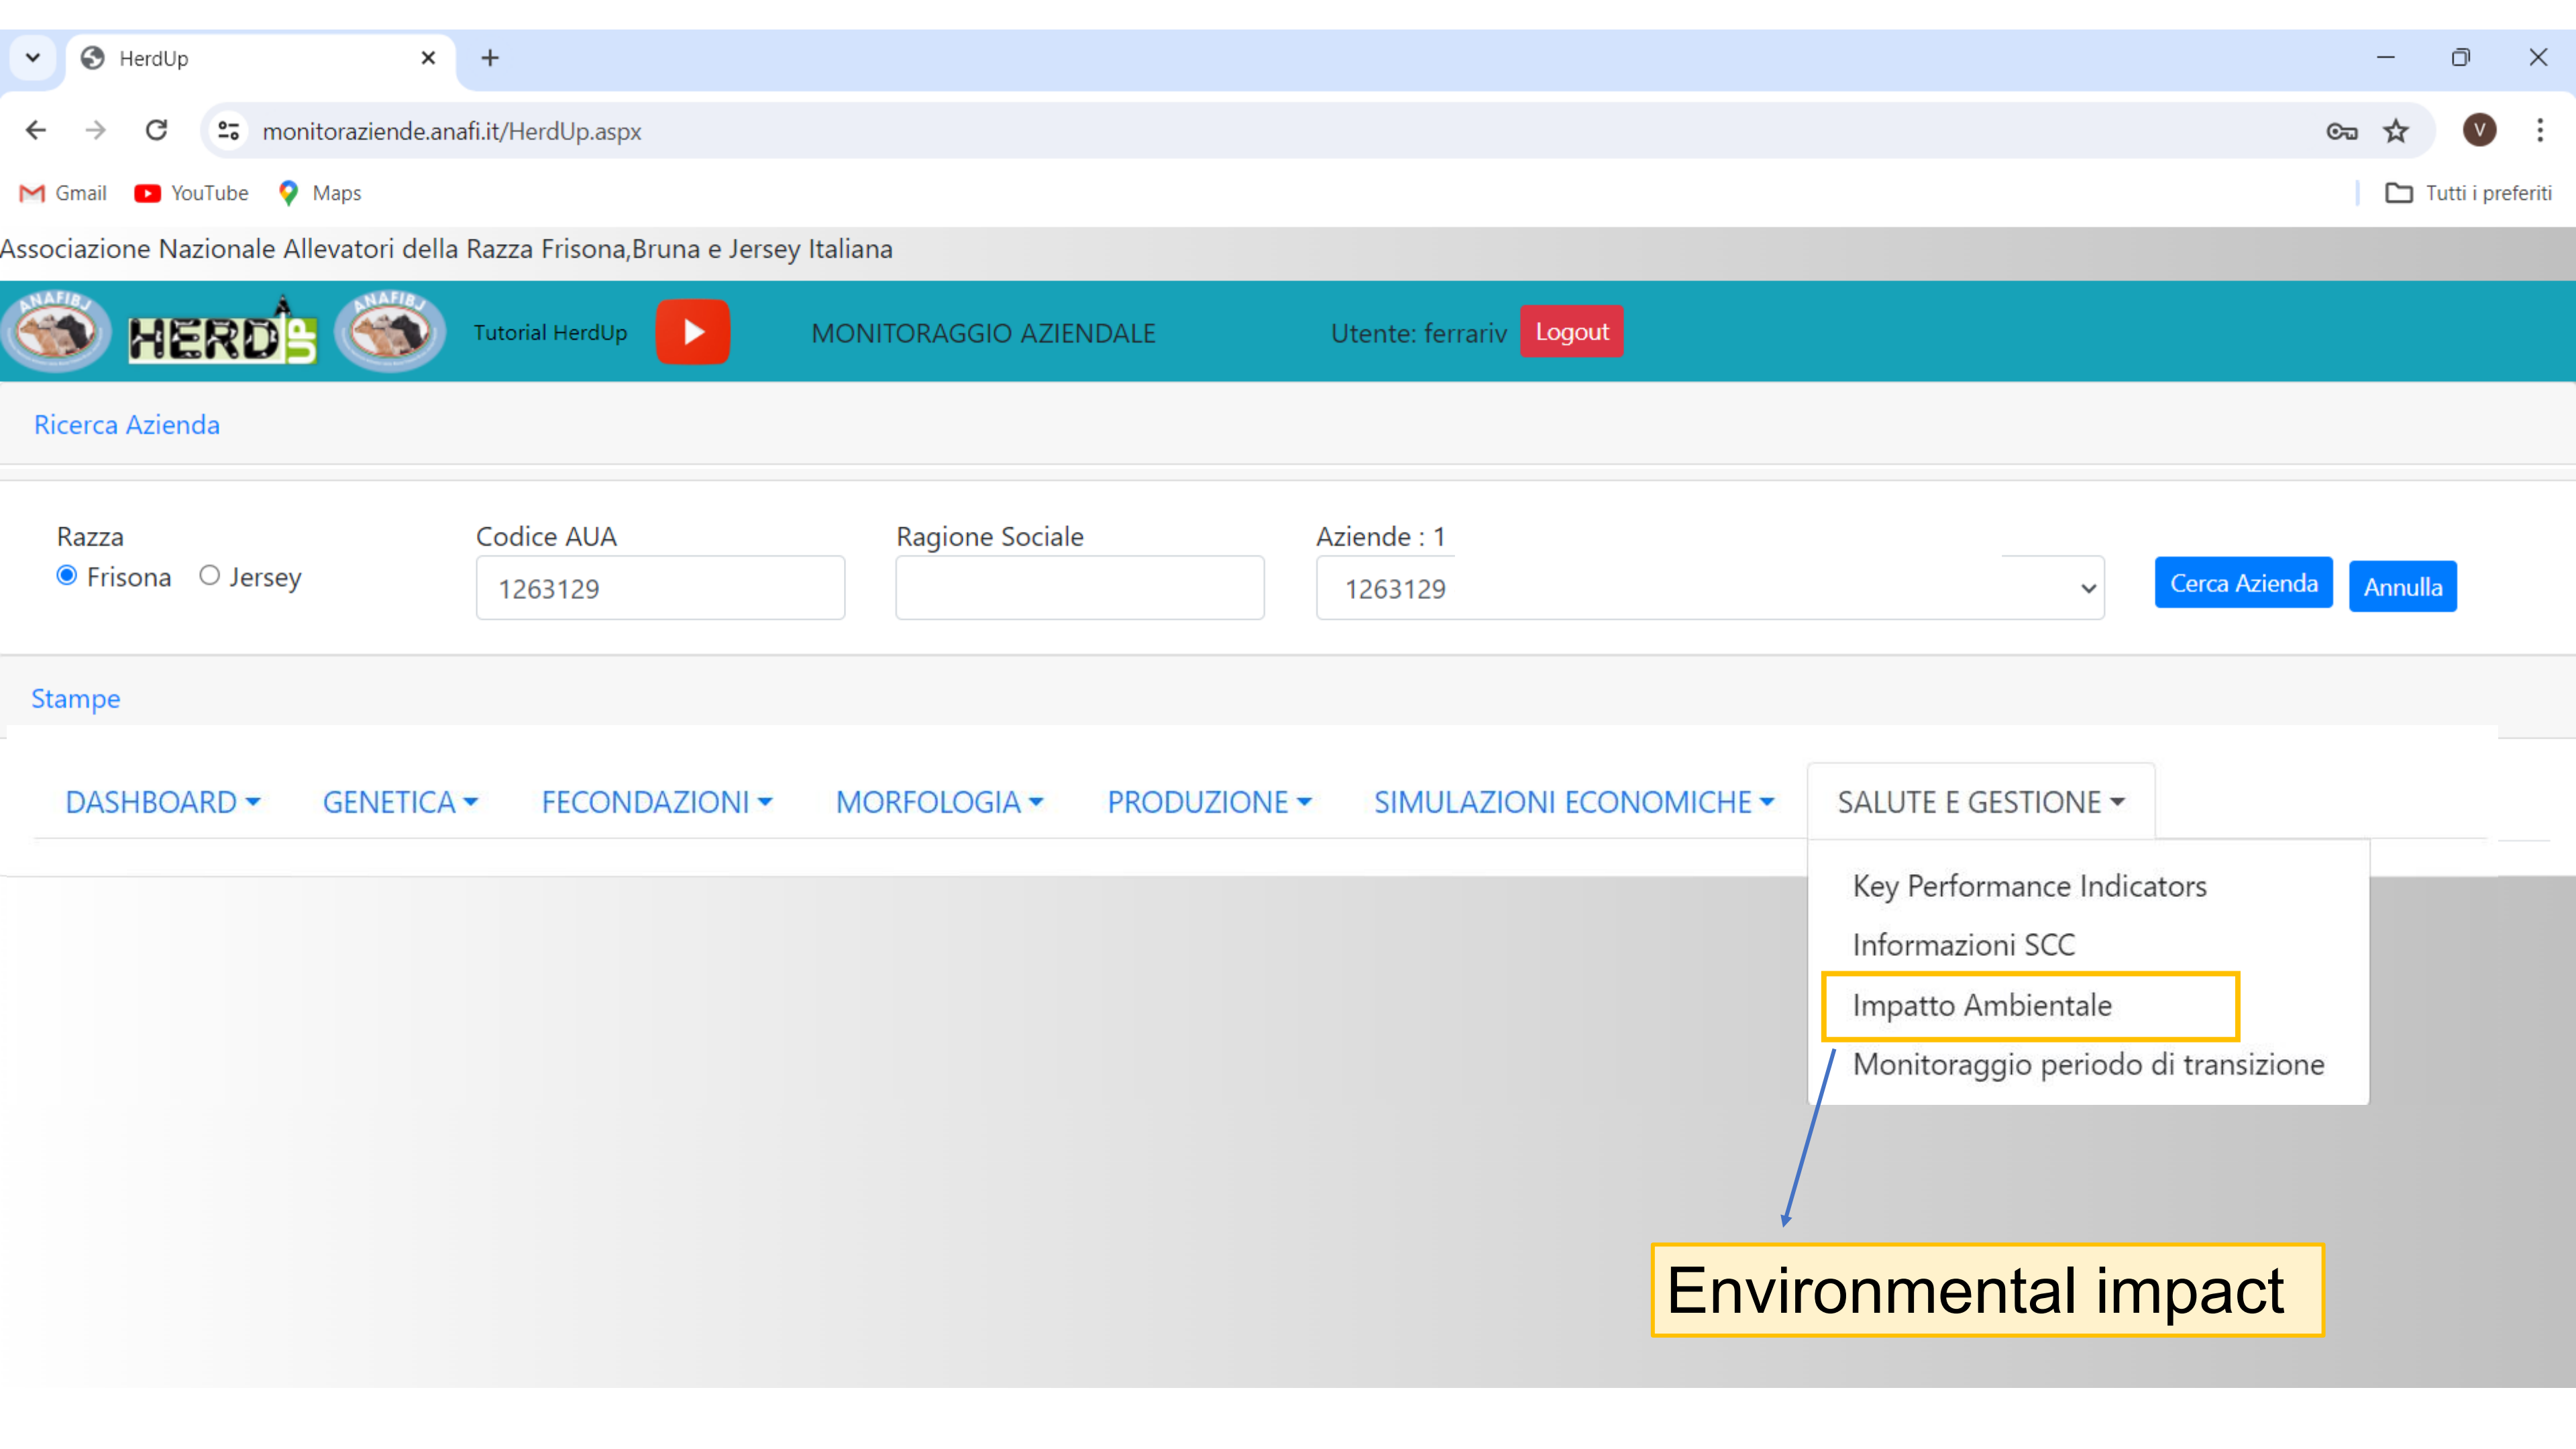 HerdUp
monitoraziende.anafi.it/HerdUp.aspx
V
Gmail YouTube Maps
Tutti i preferiti
Associazione Nazionale Allevatori della Razza Frisona,Bruna e Jersey Italiana
ANAFIBJ HERD UP ANAFIBJ Tutorial HerdUp MONITORAGGIO AZIENDALE Utente: ferrariv Logout
Ricerca Azienda
Razza Codice AUA Ragione Sociale Aziende : 1
Frisona Jersey 1263129 1263129 Cerca Azienda Annulla
Stampe
DASHBOARD GENETICA FECONDAZIONI MORFOLOGIA PRODUZIONE SIMULAZIONI ECONOMICHE SALUTE E GESTIONE
Key Performance Indicators
Informazioni SCC
Impatto Ambientale
Monitoraggio periodo di transizione
Environmental impact